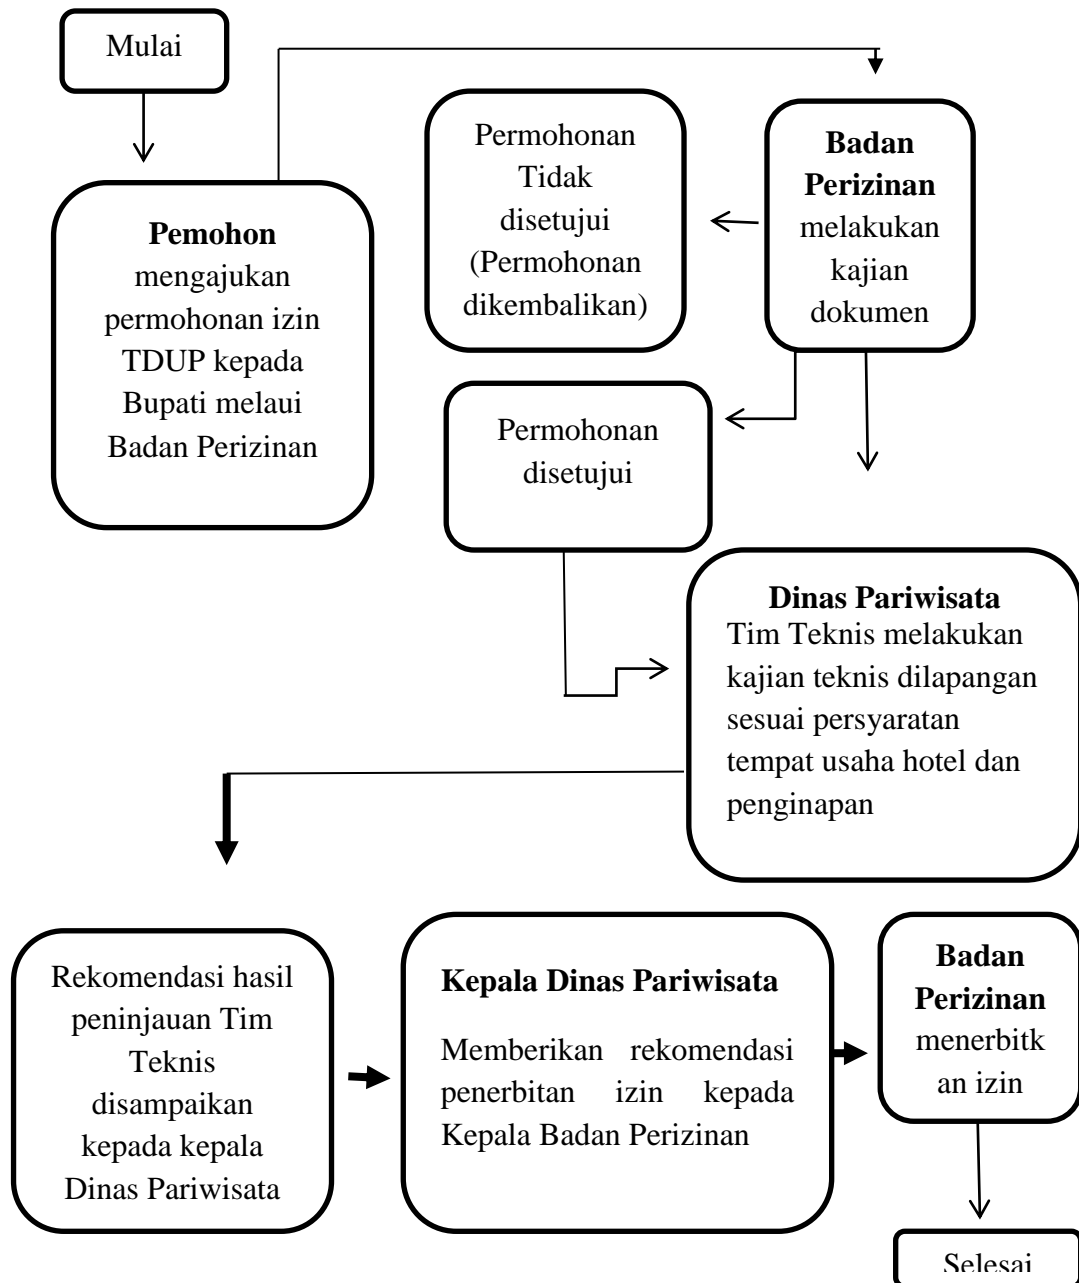 Mulai
Pemohon
mengajukan
permohonan izin
TDUP kepada
Bupati melaui
Badan Perizinan
Permohonan
Tidak
disetujui
(Permohonan
dikembalikan)
Badan
Perizinan
melakukan
kajian
dokumen
Permohonan
disetujui
Dinas Pariwisata
Tim Teknis melakukan
kajian teknis dilapangan
sesuai persyaratan
tempat usaha hotel dan
penginapan
Rekomendasi hasil
peninjauan Tim
Teknis
disampaikan
kepada kepala
Dinas Pariwisata
Kepala Dinas Pariwisata
Memberikan rekomendasi
penerbitan izin kepada
Kepala Badan Perizinan
Badan
Perizinan
menerbitk
an izin
Selesai